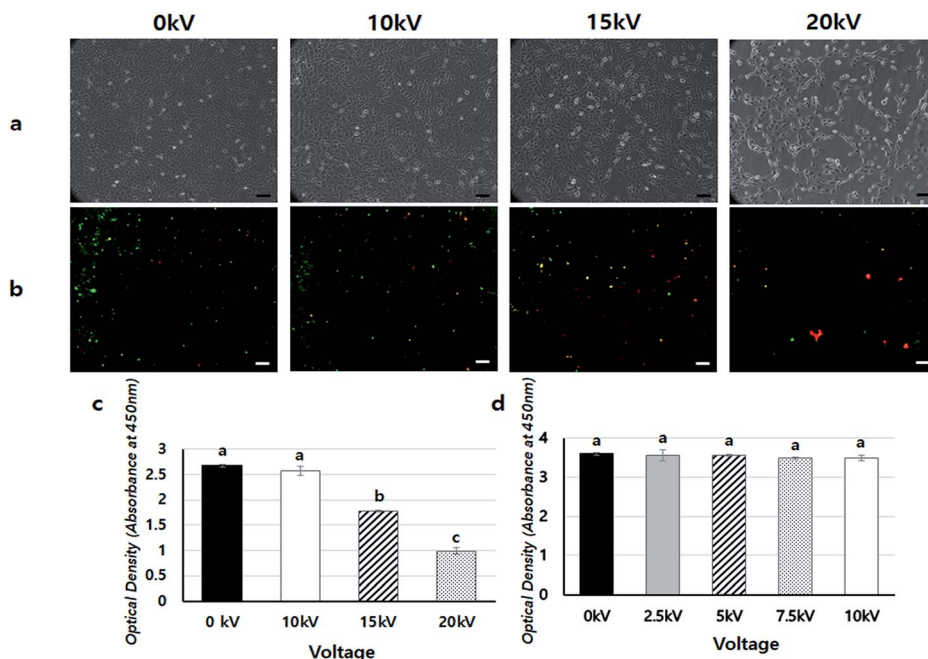 0kV 10kV 15kV 20kV
a
b
c
Optical Density (Absorbance at 450nm)
3
2.5
2
1.5
1
0.5
0
a a b c
0 kV 10kV 15kV 20kV
Voltage
d
Optical Density (Absorbance at 450nm)
4
3
2
1
0
a a a a a
0kV 2.5kV 5kV 7.5kV 10kV
Voltage